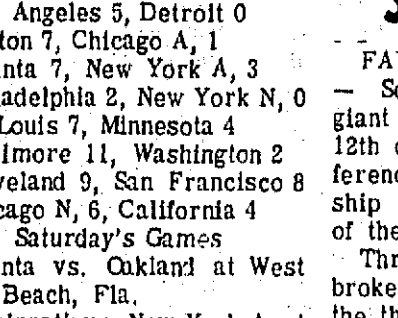 Angeles 5, Detroit 0
ton 7, Chicago A, 1
nta 7, New York A, 3
adelphia 2, New York N, 0
Louis 7, Minnesota 4
lmore 11, Washington 2
veland 9, San Francisco 8
cago N, 6, California 4
Saturday's Games
nta vs. Oakland at West
Beach, Fla.
FA
— S
giant
12th
ference
ship
of the
Thr
broke
the th